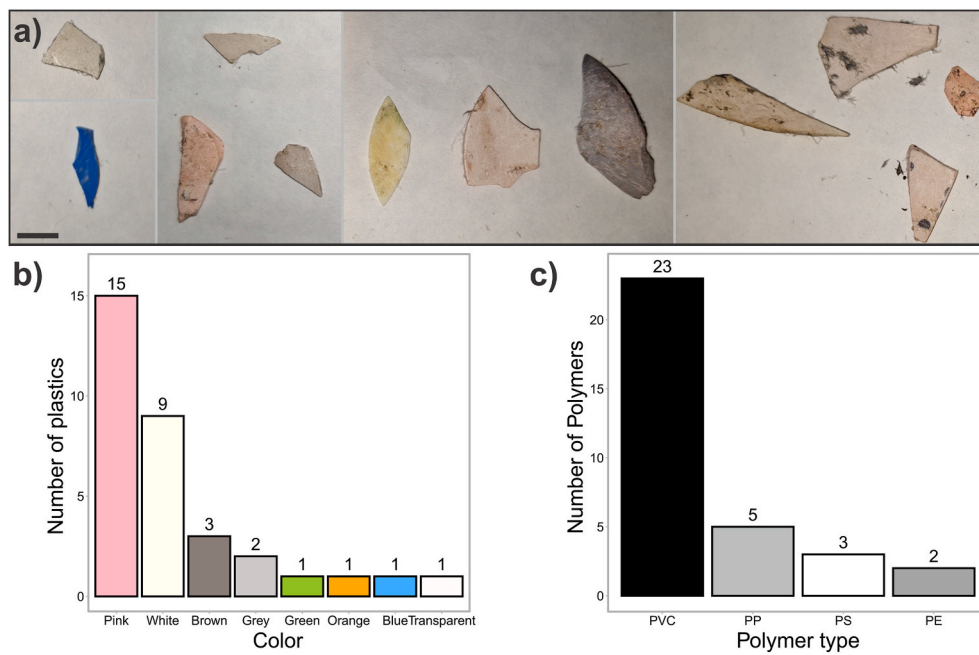 a)
b)
15
15
Number of plastics
10
9
5
3
2
1
1
1
1
0
Pink White Brown Grey Green Orange Blue Transparent
Color
c)
23
Number of Polymers
20
15
10
5
5
3
2
0
PVC PP PS PE
Polymer type